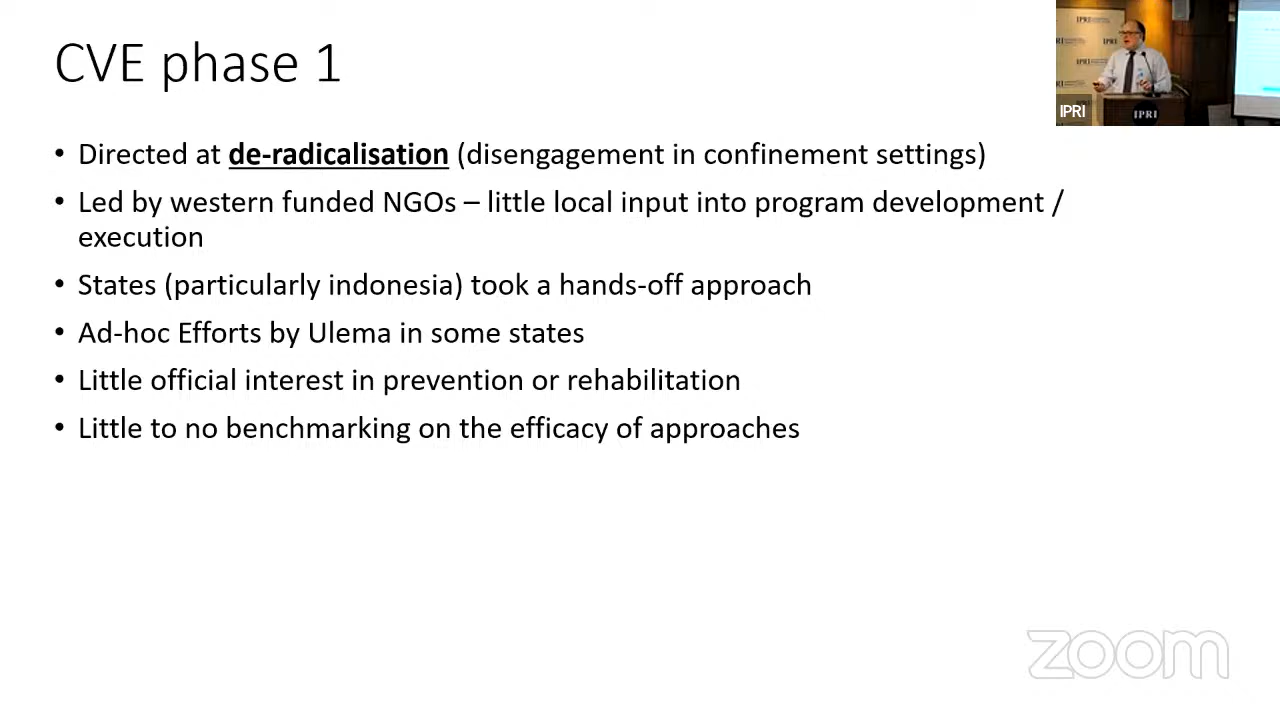 CVE phase 1
IPRI
IPRI
IPRI
IPRI
IPRI
• Directed at de-radicalisation (disengagement in confinement settings)
• Led by western funded NGOs – little local input into program development /
execution
• States (particularly indonesia) took a hands-off approach
• Ad-hoc Efforts by Ulema in some states
• Little official interest in prevention or rehabilitation
• Little to no benchmarking on the efficacy of approaches
zoom